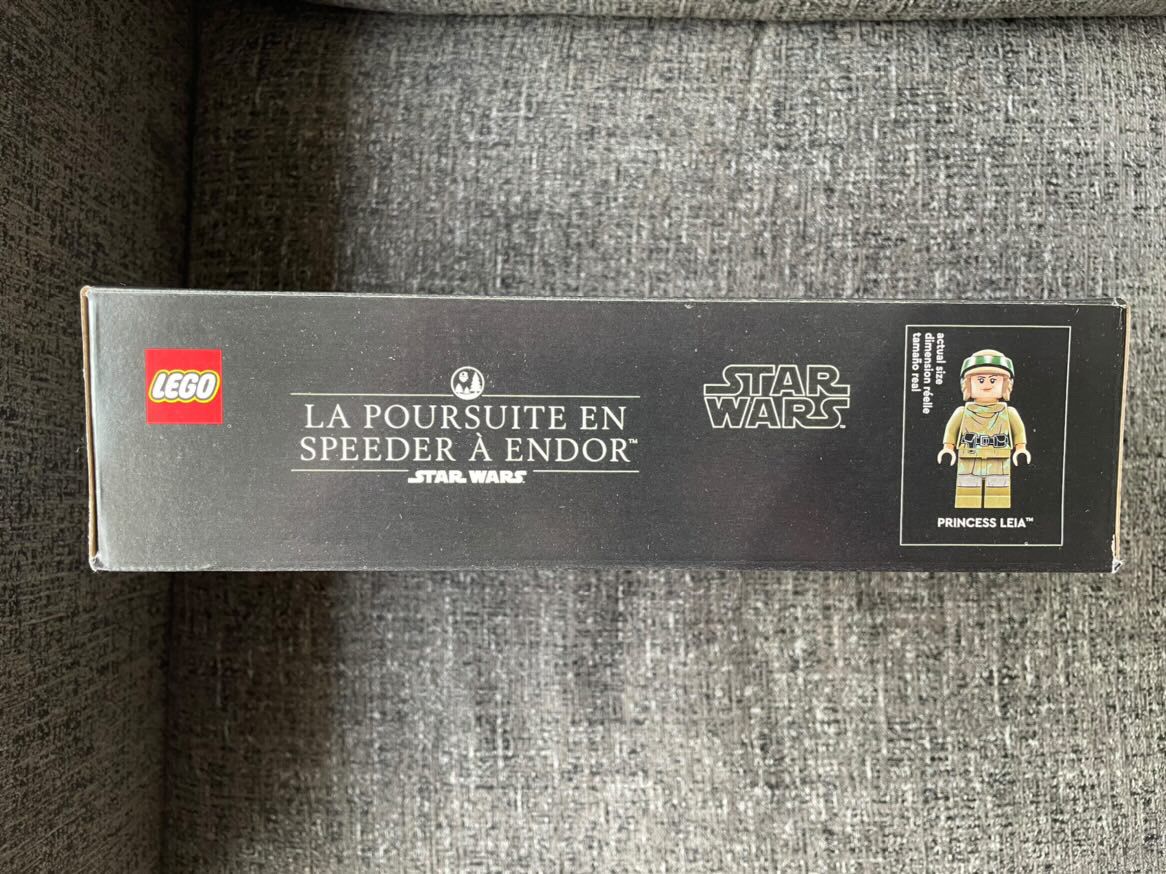 LEGO
LA POURSUITE EN
SPEEDER À ENDOR™
STAR WARS
STAR
WARS
actual size
dimension réelle
tamaño real
PRINCESS LEIA™